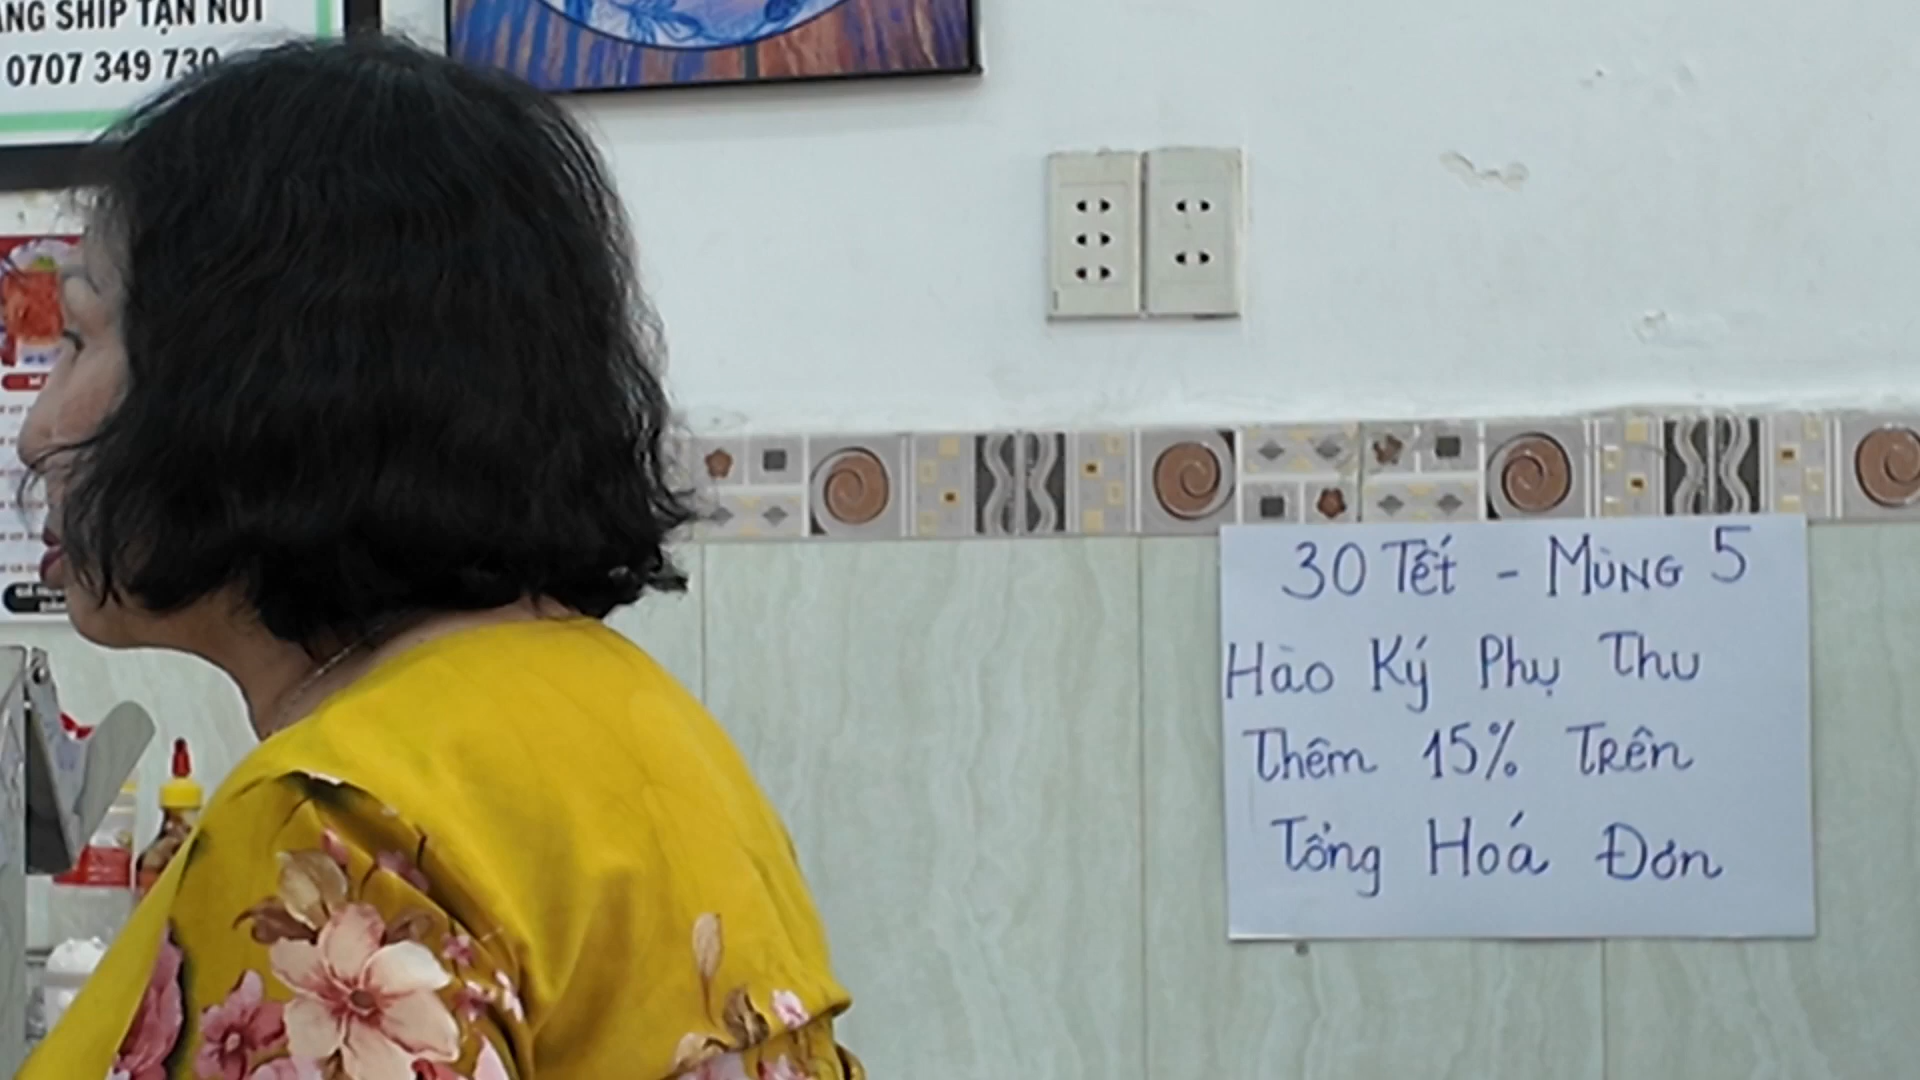 SHIP TẬN NƠI
0707 349 730
30 Tết - Mùng 5
Hào Ký Phụ Thu
Thêm 15% Trên
Tổng Hoá Đơn